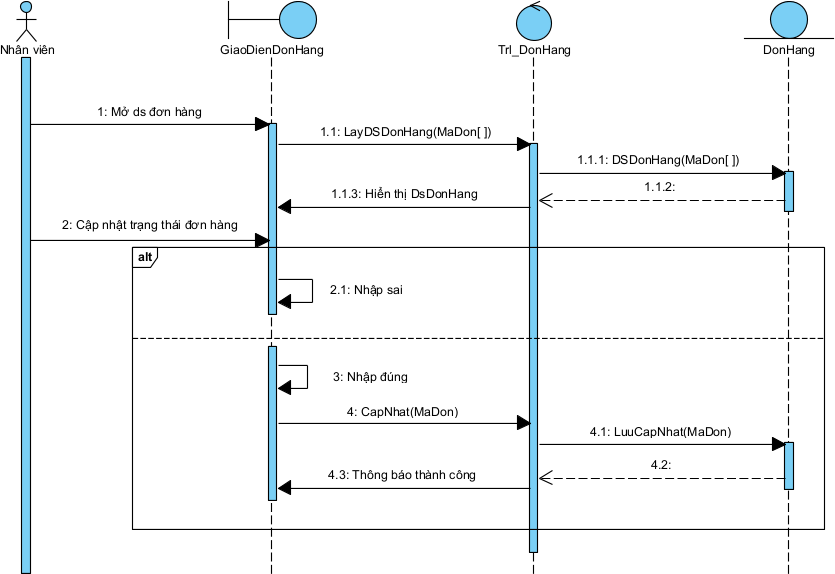 Nhân viên
GiaoDienDonHang
Trl_DonHang
DonHang
1: Mở ds đơn hàng
1.1: LayDSDonHang(MaDon[ ])
1.1.1: DSDonHang(MaDon[ ])
1.1.2:
1.1.3: Hiển thị DsDonHang
2: Cập nhật trạng thái đơn hàng
alt
2.1: Nhập sai
3: Nhập đúng
4: CapNhat(MaDon)
4.1: LuuCapNhat(MaDon)
4.2:
4.3: Thông báo thành công